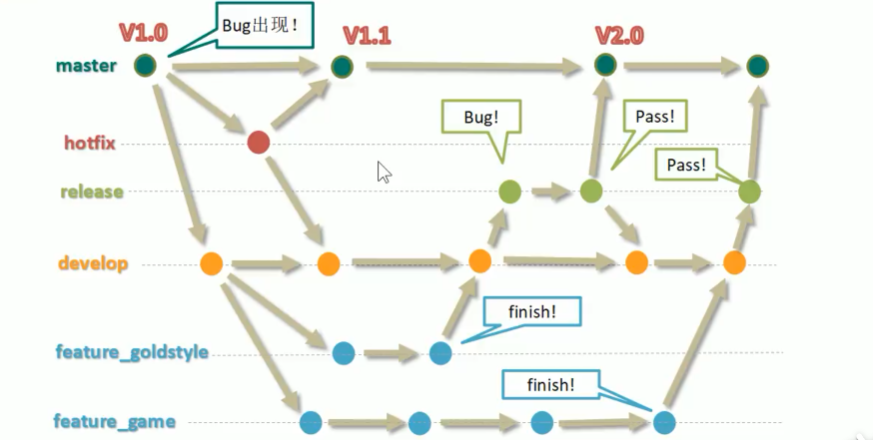 V1.0
Bug出现!
V1.1
V2.0
master
Bug!
Pass!
hotfix
Pass!
release
develop
finish!
feature_goldstyle
finish!
feature_game